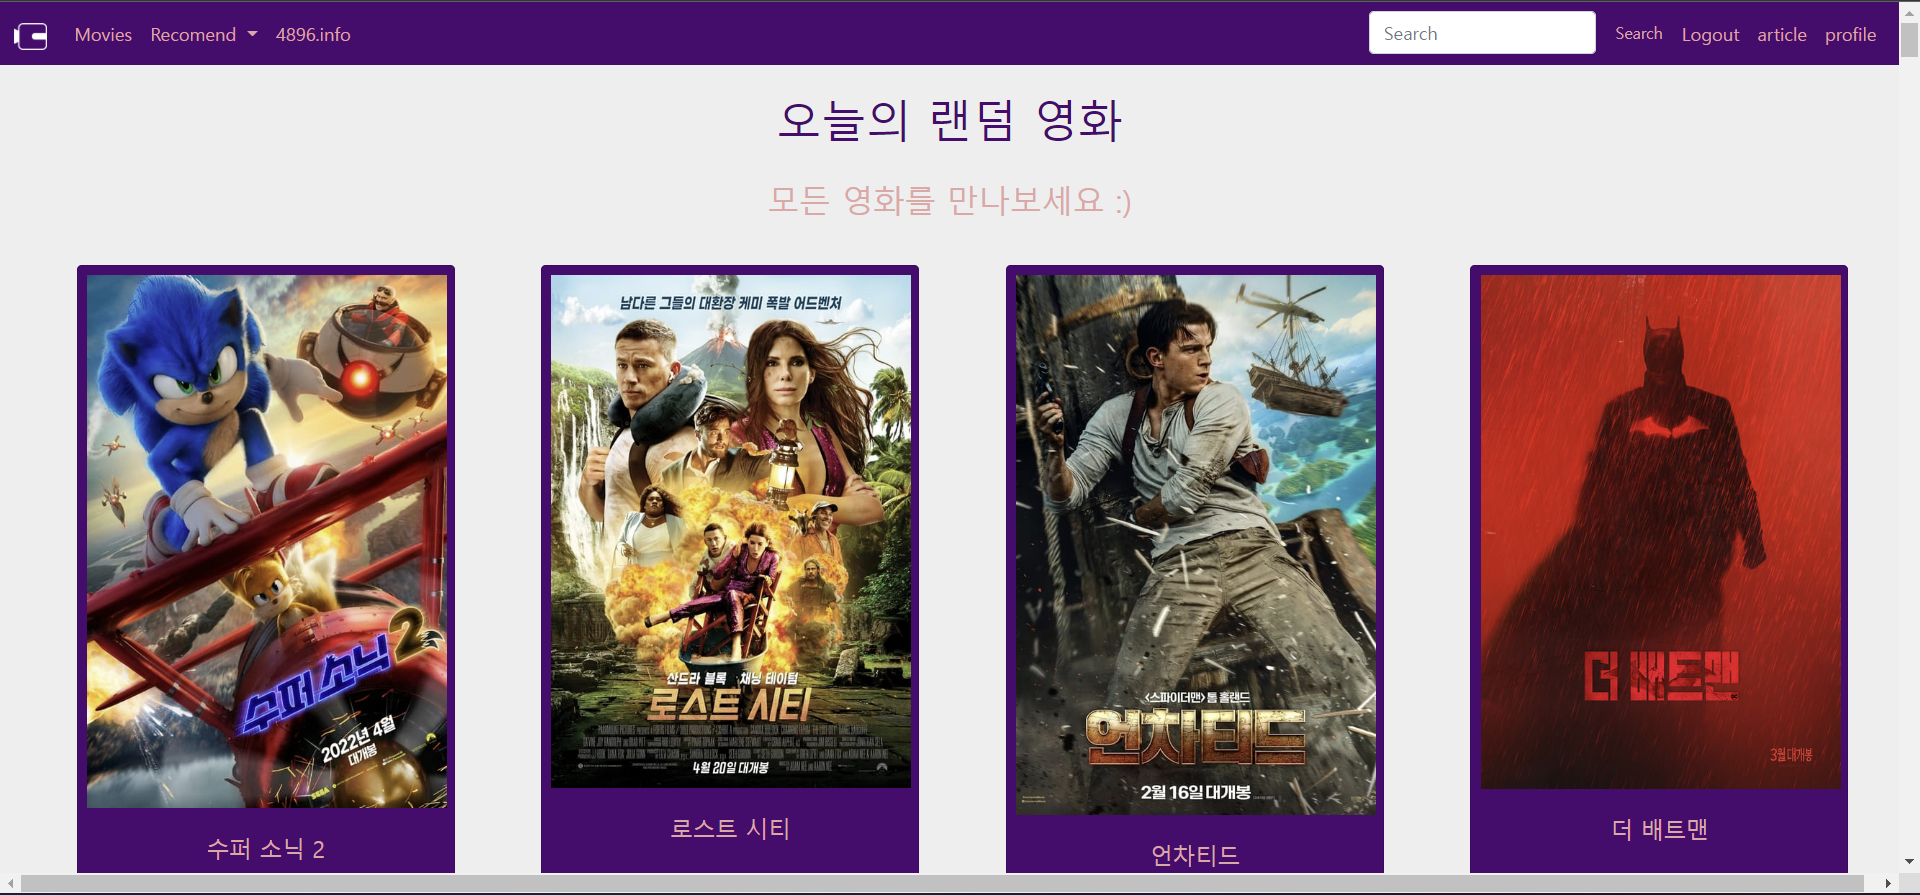 Movies Recomend 4896.info Search Search Logout article profile
오늘의 랜덤 영화
모든 영화를 만나보세요 :)
수퍼 소닉 2
2022년 4월
대개봉
SEGA
수퍼 소닉 2
남다른 그들의 대환장 케미 폭발 어드벤처
산드라 블록 채닝 테이텀
로스트 시티
4월 20일 대개봉
로스트 시티
<스파이더맨> 톰 홀랜드
언차티드
2월 16일 대개봉
언차티드
더 배트맨
3월 대개봉
더 배트맨